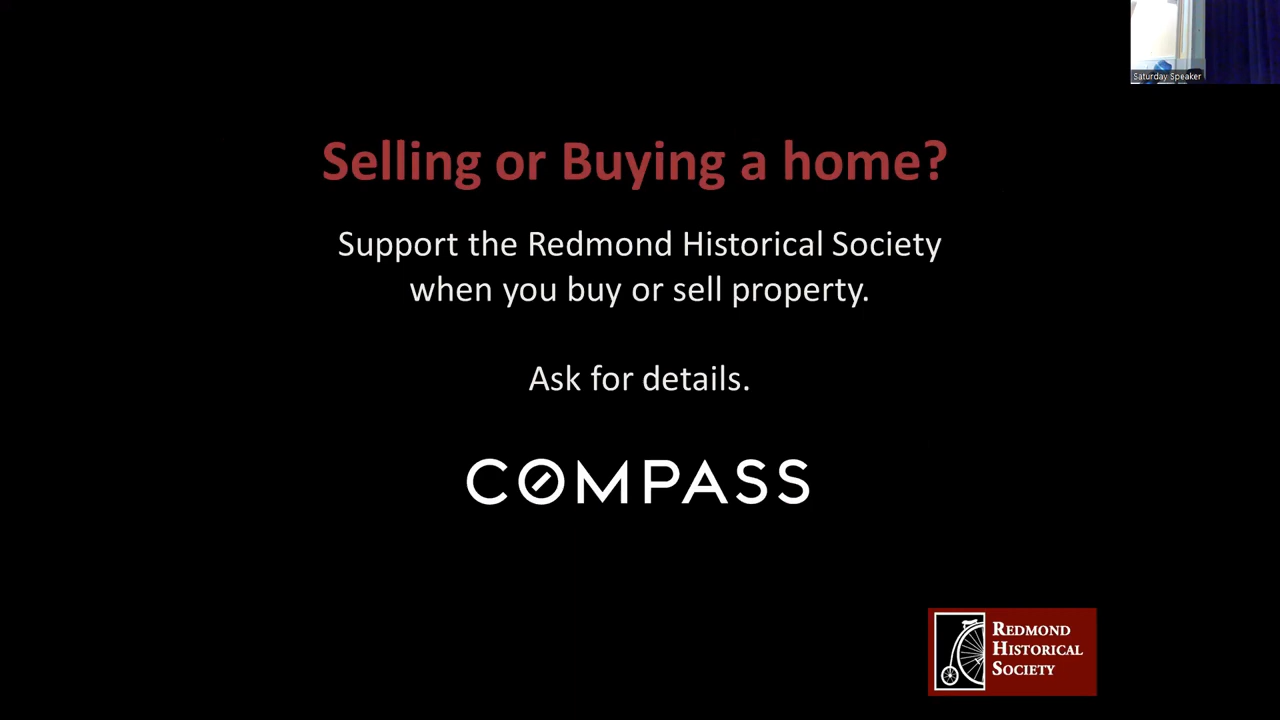 Saturday Speaker
Selling or Buying a home?
Support the Redmond Historical Society
when you buy or sell property.
Ask for details.
COMPASS
REDMOND
HISTORICAL
SOCIETY